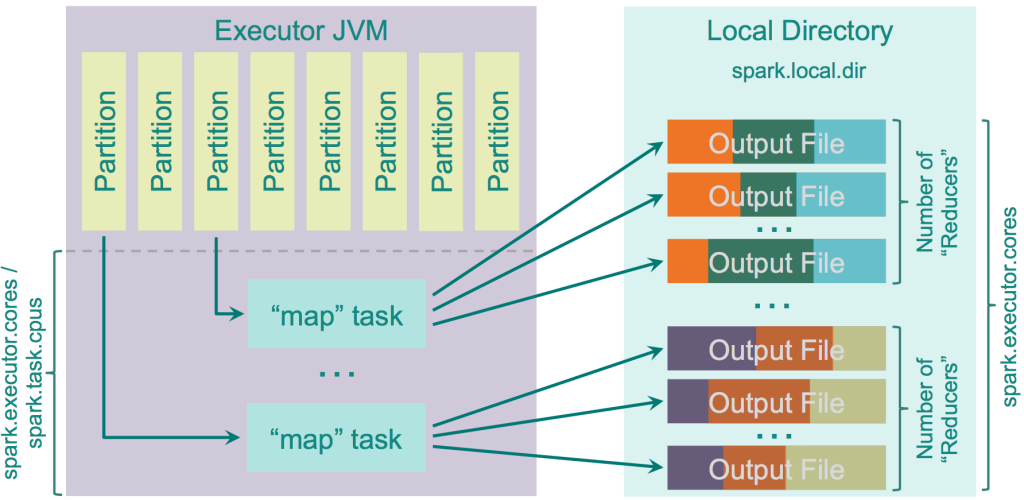 Executor JVM
Partition
Partition
Partition
Partition
Partition
Partition
Partition
Partition
spark.executor.cores /
spark.task.cpus
“map” task
...
“map” task
Local Directory
spark.local.dir
Output File
Output File
...
Output File
Number of
“Reducers”
...
Output File
Output File
...
Output File
Number of
“Reducers”
spark.executor.cores